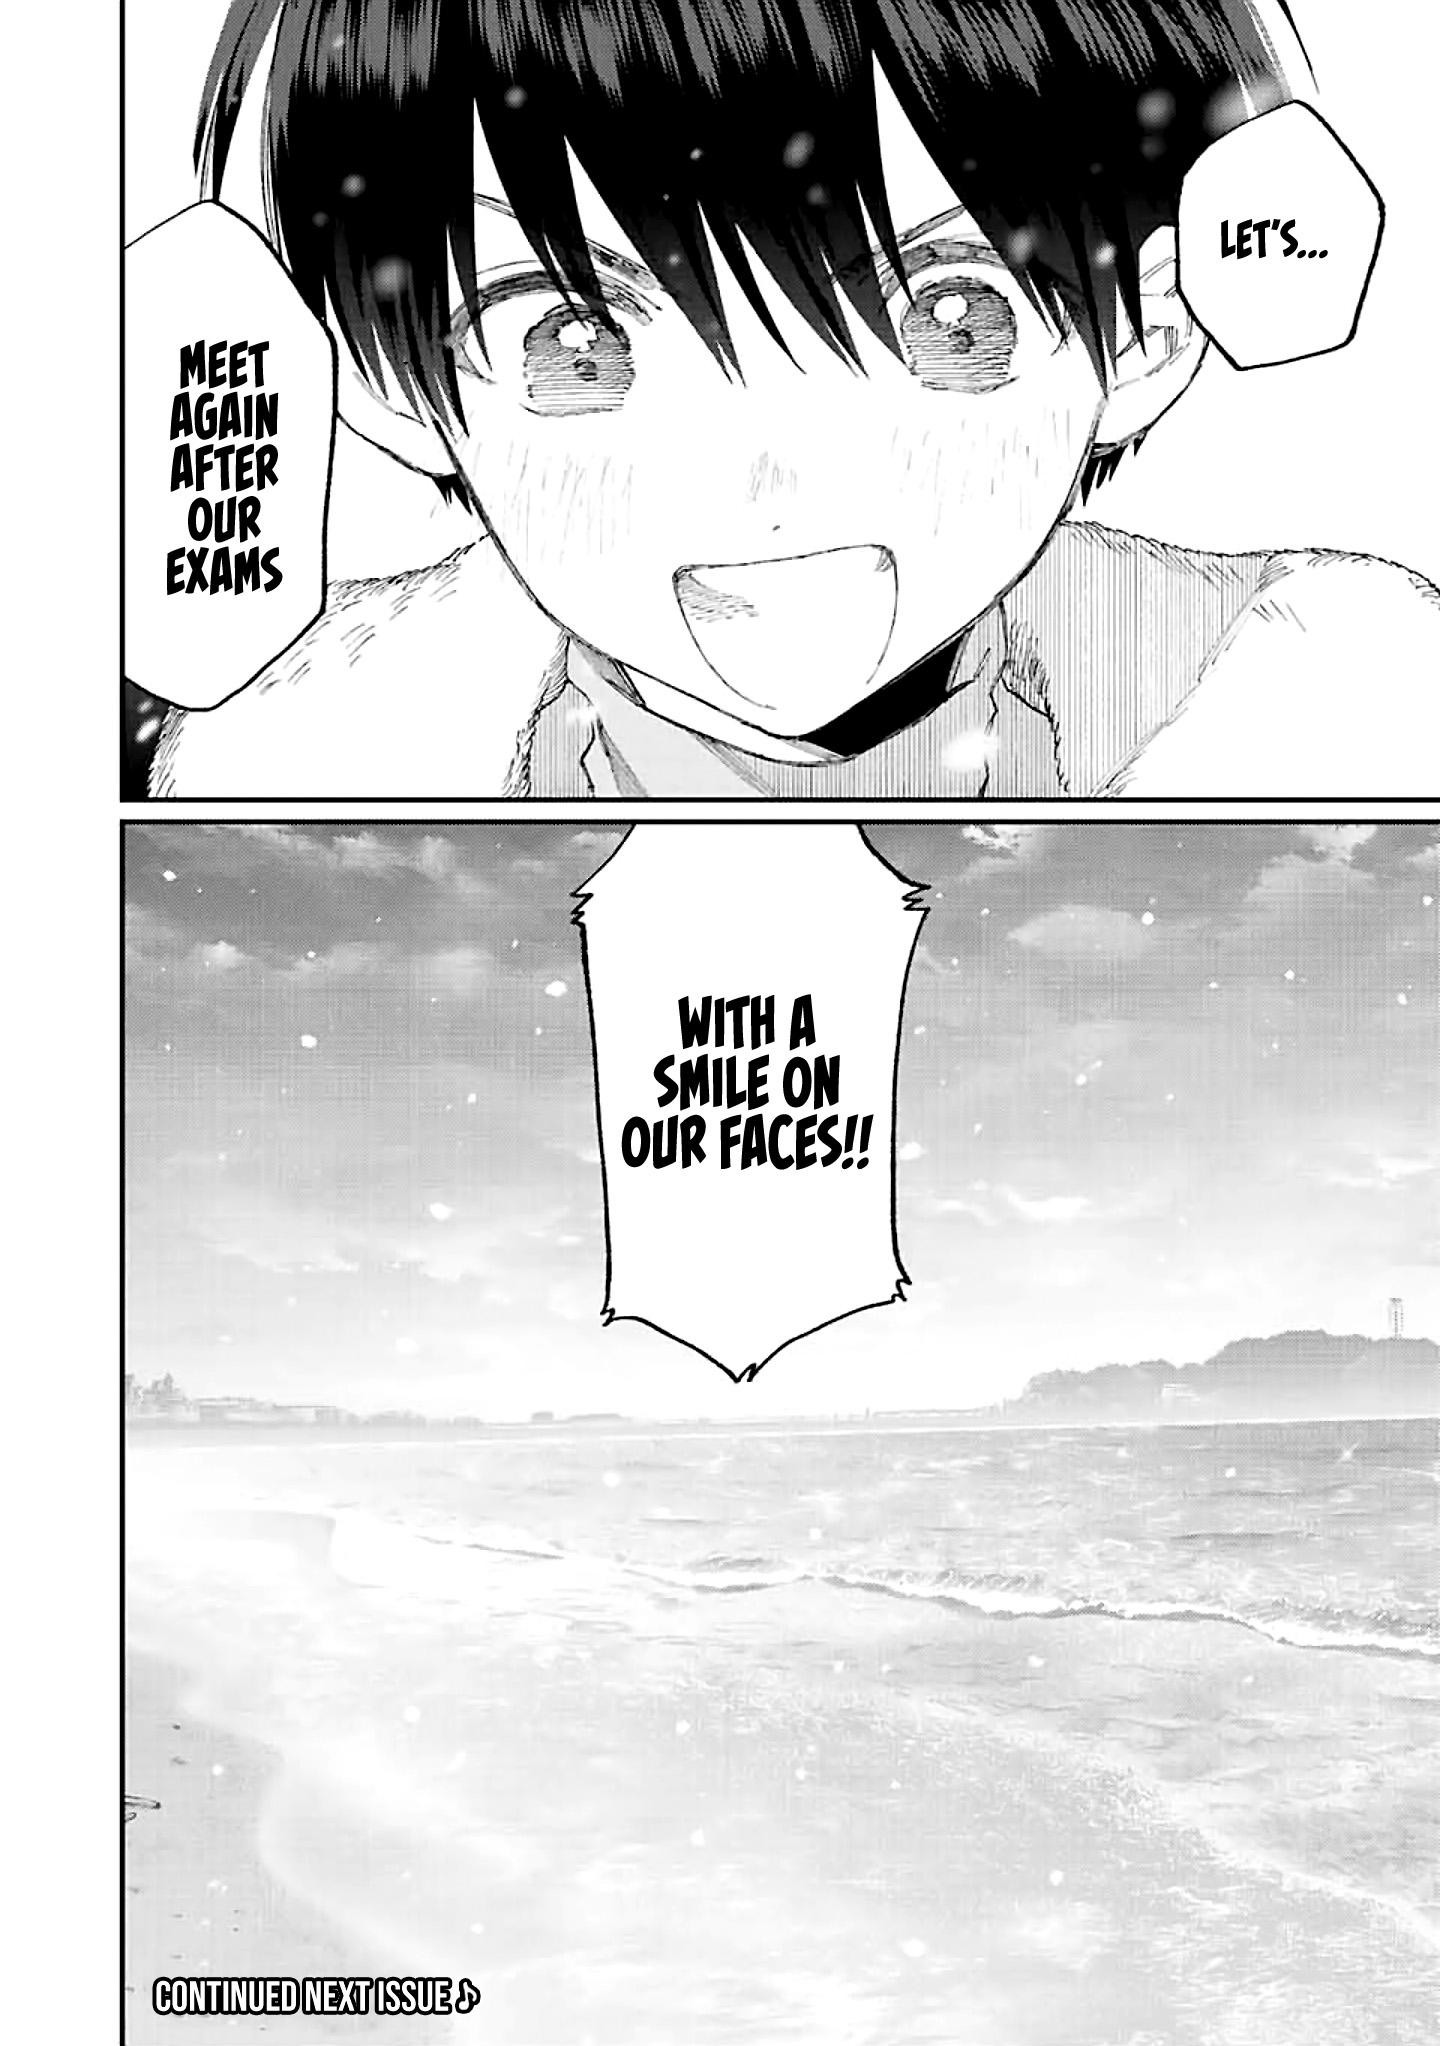 LET'S...
MEET
AGAIN
AFTER
OUR
EXAMS
WITH A
SMILE ON
OUR FACES!!
CONTINUED NEXT ISSUE ♪